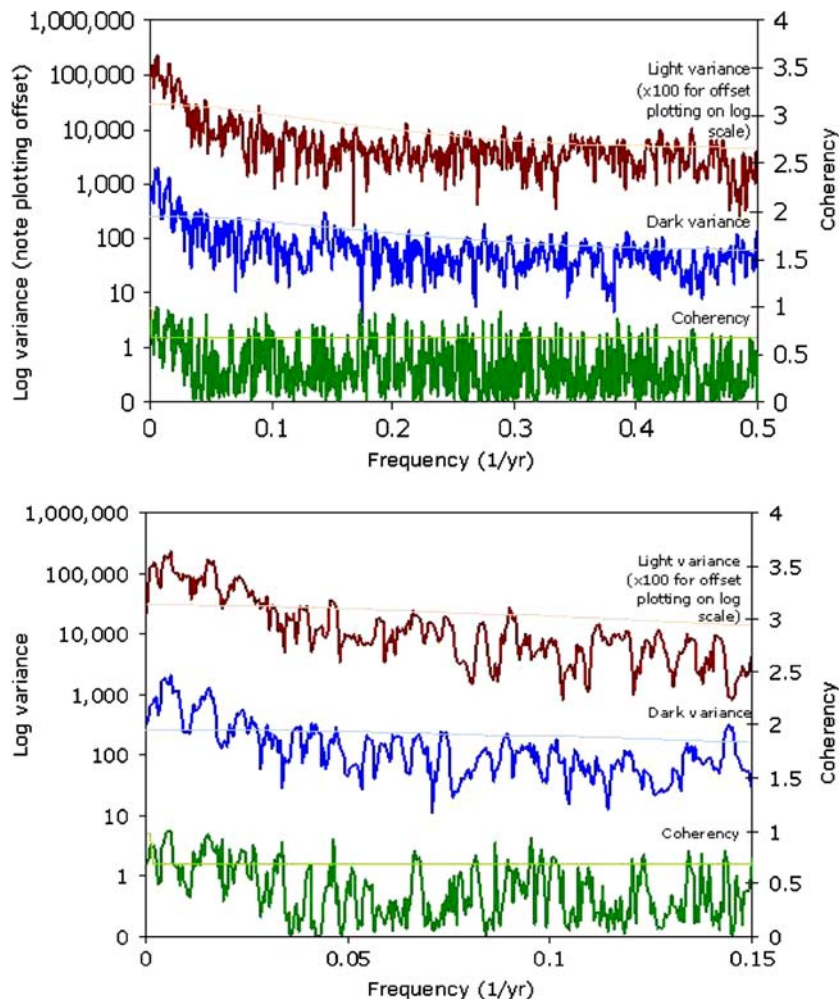 1,000,000
100,000
10,000
1,000
100
10
1
0
Log variance (note plotting offset)
4
3.5
3
2.5
2
1.5
1
0.5
0
Coherency
Light variance
(x100 for offset
plotting on log
scale)
Dark variance
Coherency
0 0.1 0.2 0.3 0.4 0.5
Frequency (1/yr)
1,000,000
100,000
10,000
1,000
100
10
1
0
Log variance
4
3.5
3
2.5
2
1.5
1
0.5
0
Coherency
Light variance
(x100 for offset
plotting on log
scale)
Dark variance
Coherency
0 0.05 0.1 0.15
Frequency (1/yr)